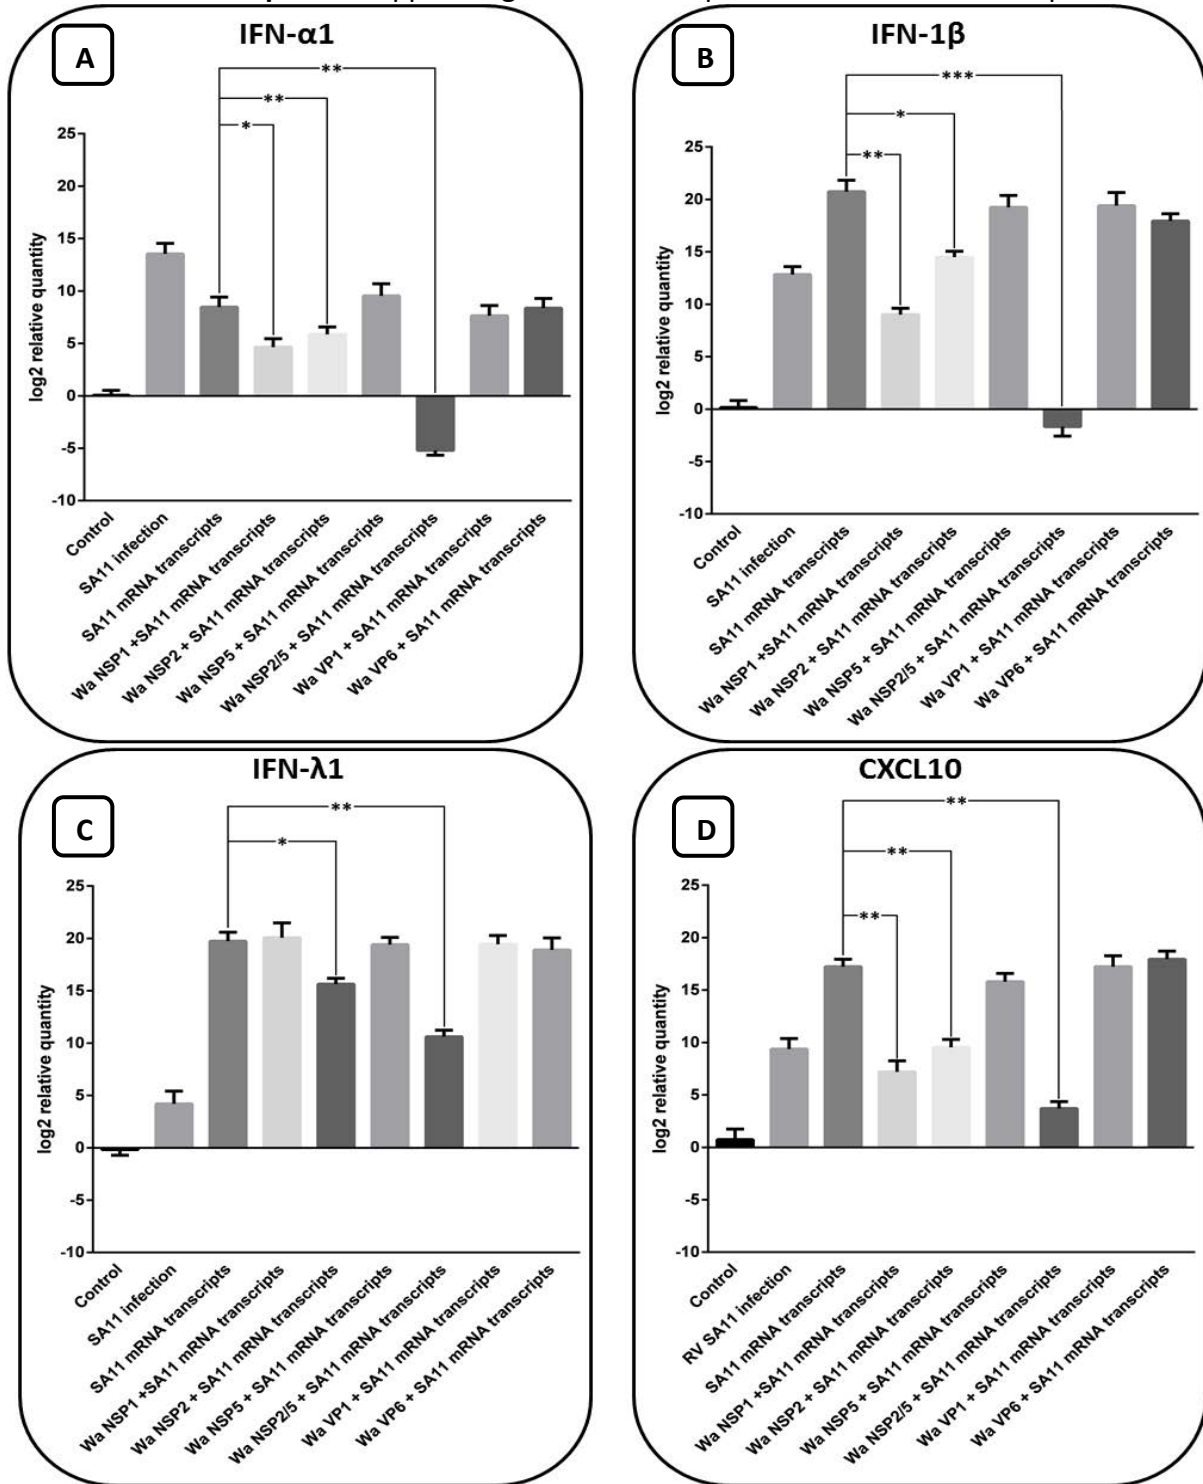 A
IFN-α1
**
**
*
25
20
15
10
5
0
-5
-10
log2 relative quantity
Control
SA11 infection
SA11 mRNA transcripts
Wa NSP1 +SA11 mRNA transcripts
Wa NSP2 + SA11 mRNA transcripts
Wa NSP5 + SA11 mRNA transcripts
Wa NSP2/5 + SA11 mRNA transcripts
Wa VP1 + SA11 mRNA transcripts
Wa VP6 + SA11 mRNA transcripts
B
IFN-1β
***
*
**
25
20
15
10
5
0
-5
-10
log2 relative quantity
Control
SA11 infection
SA11 mRNA transcripts
Wa NSP1 +SA11 mRNA transcripts
Wa NSP2 + SA11 mRNA transcripts
Wa NSP5 + SA11 mRNA transcripts
Wa NSP2/5 + SA11 mRNA transcripts
Wa VP1 + SA11 mRNA transcripts
Wa VP6 + SA11 mRNA transcripts
C
IFN-λ1
**
*
25
20
15
10
5
0
-5
-10
log2 relative quantity
Control
SA11 infection
SA11 mRNA transcripts
Wa NSP1 +SA11 mRNA transcripts
Wa NSP2 + SA11 mRNA transcripts
Wa NSP5 + SA11 mRNA transcripts
Wa NSP2/5 + SA11 mRNA transcripts
Wa VP1 + SA11 mRNA transcripts
Wa VP6 + SA11 mRNA transcripts
D
CXCL10
**
**
**
25
20
15
10
5
0
-5
-10
log2 relative quantity
Control
RV SA11 infection
SA11 mRNA transcripts
Wa NSP1 +SA11 mRNA transcripts
Wa NSP2 + SA11 mRNA transcripts
Wa NSP5 + SA11 mRNA transcripts
Wa NSP2/5 + SA11 mRNA transcripts
Wa VP1 + SA11 mRNA transcripts
Wa VP6 + SA11 mRNA transcripts